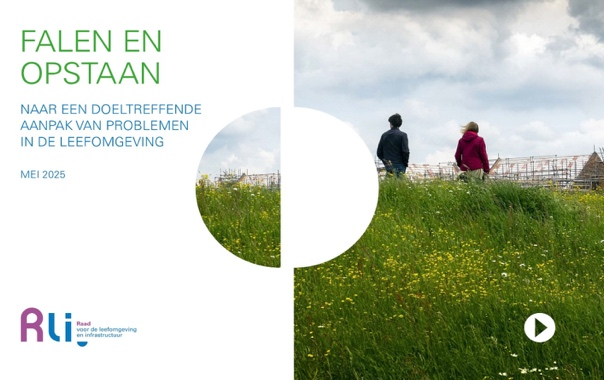 FALEN EN
OPSTAAN
NAAR EEN DOELTREFFENDE
AANPAK VAN PROBLEMEN
IN DE LEEFOMGEVING
MEI 2025
Rli
Raad
voor de leefomgeving
en infrastructuur